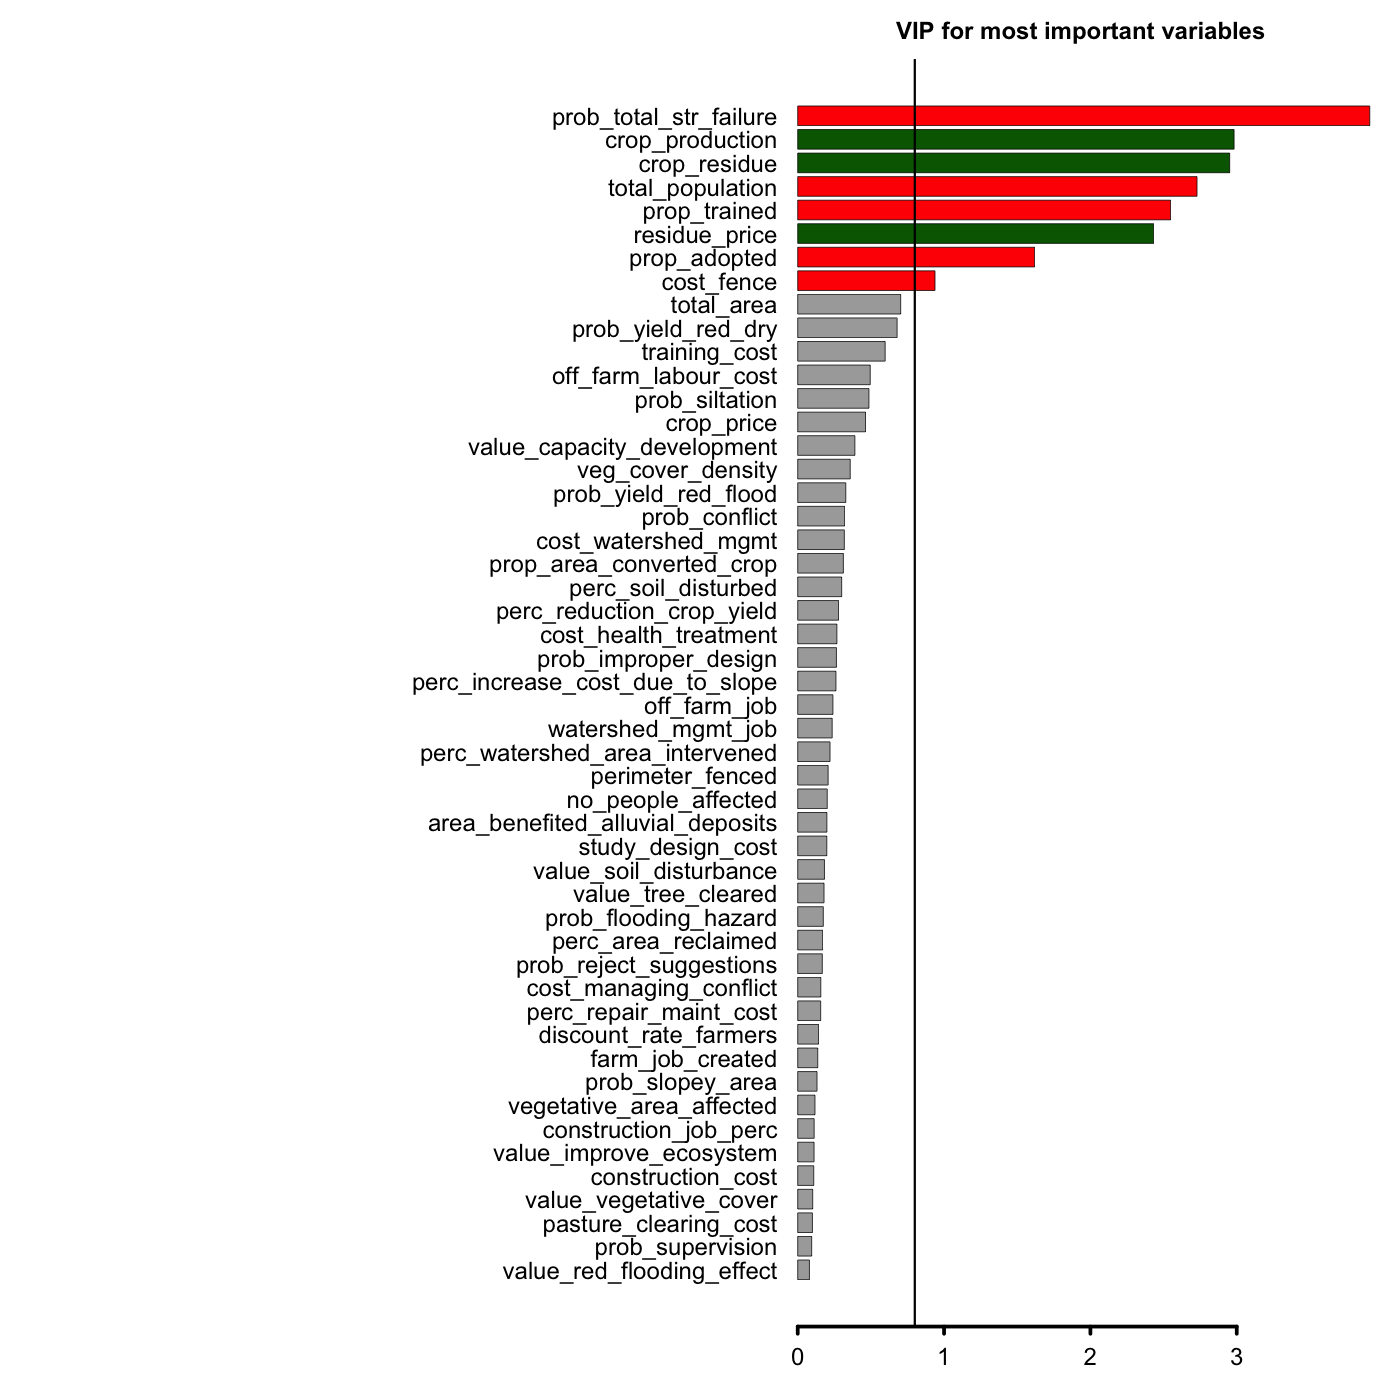 VIP for most important variables
prob_total_str_failure
crop_production
crop_residue
total_population
prop_trained
residue_price
prop_adopted
cost_fence
total_area
prob_yield_red_dry
training_cost
off_farm_labour_cost
prob_siltation
crop_price
value_capacity_development
veg_cover_density
prob_yield_red_flood
prob_conflict
cost_watershed_mgmt
prop_area_converted_crop
perc_soil_disturbed
perc_reduction_crop_yield
cost_health_treatment
prob_improper_design
perc_increase_cost_due_to_slope
off_farm_job
watershed_mgmt_job
perc_watershed_area_intervened
perimeter_fenced
no_people_affected
area_benefited_alluvial_deposits
study_design_cost
value_soil_disturbance
value_tree_cleared
prob_flooding_hazard
perc_area_reclaimed
prob_reject_suggestions
cost_managing_conflict
perc_repair_maint_cost
discount_rate_farmers
farm_job_created
prob_slopey_area
vegetative_area_affected
construction_job_perc
value_improve_ecosystem
construction_cost
value_vegetative_cover
pasture_clearing_cost
prob_supervision
value_red_flooding_effect
0 1 2 3